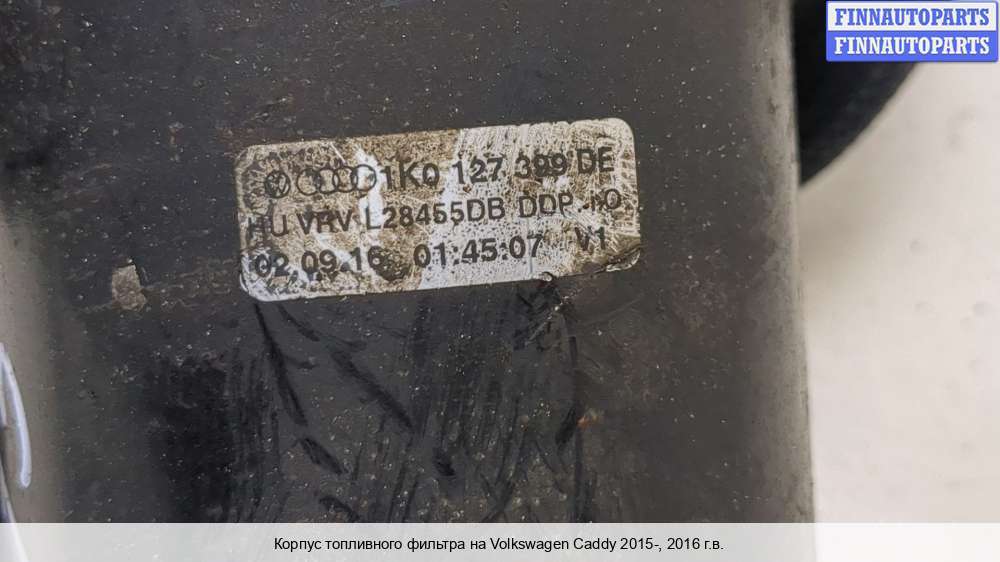 FINNAUTOPARTS
FINNAUTOPARTS
1K0 127 399 DE
HU VRV L28455DB DDP
02.09.16 01:45:07 V1
Корпус топливного фильтра на Volkswagen Caddy 2015-, 2016 г.в.